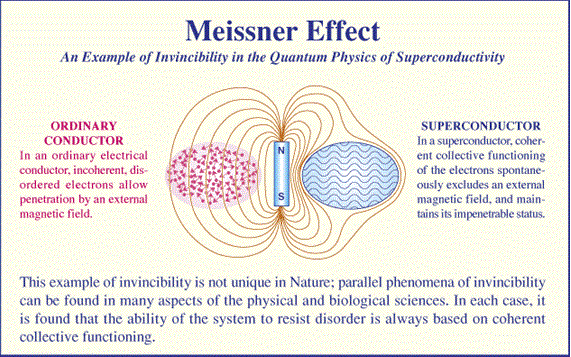 Meissner Effect
An Example of Invincibility in the Quantum Physics of Superconductivity
ORDINARY
CONDUCTOR
In an ordinary electrical
conductor, incoherent, dis-
ordered electrons allow
penetration by an external
magnetic field.
N
S
SUPERCONDUCTOR
In a superconductor, coher-
ent collective functioning
of the electrons spontane-
ously excludes an external
magnetic field, and main-
tains its impenetrable status.
This example of invincibility is not unique in Nature; parallel phenomena of invincibility
can be found in many aspects of the physical and biological sciences. In each case, it
is found that the ability of the system to resist disorder is always based on coherent
collective functioning.